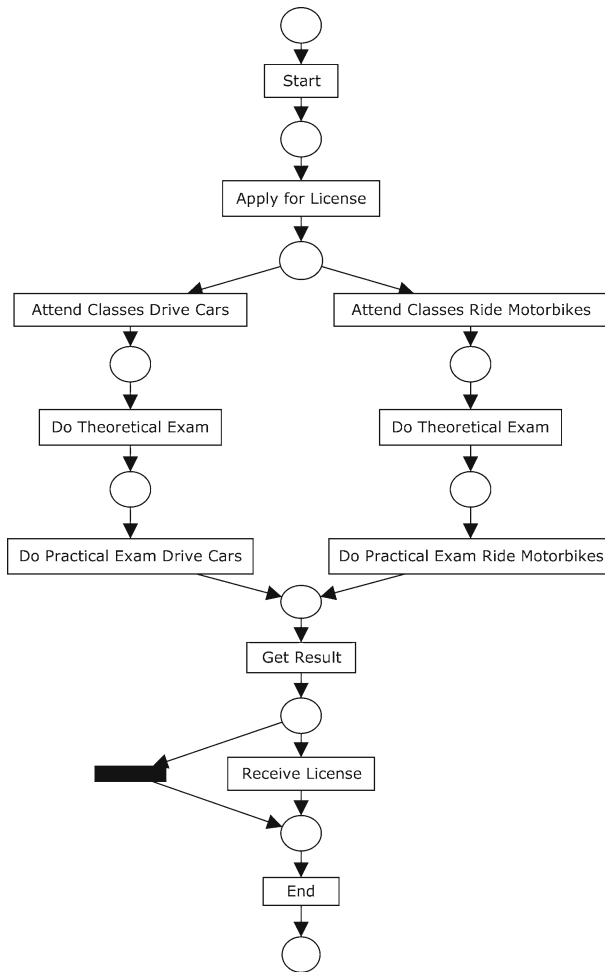 Start
Apply for License
Attend Classes Drive Cars
Attend Classes Ride Motorbikes
Do Theoretical Exam
Do Theoretical Exam
Do Practical Exam Drive Cars
Do Practical Exam Ride Motorbikes
Get Result
Receive License
End